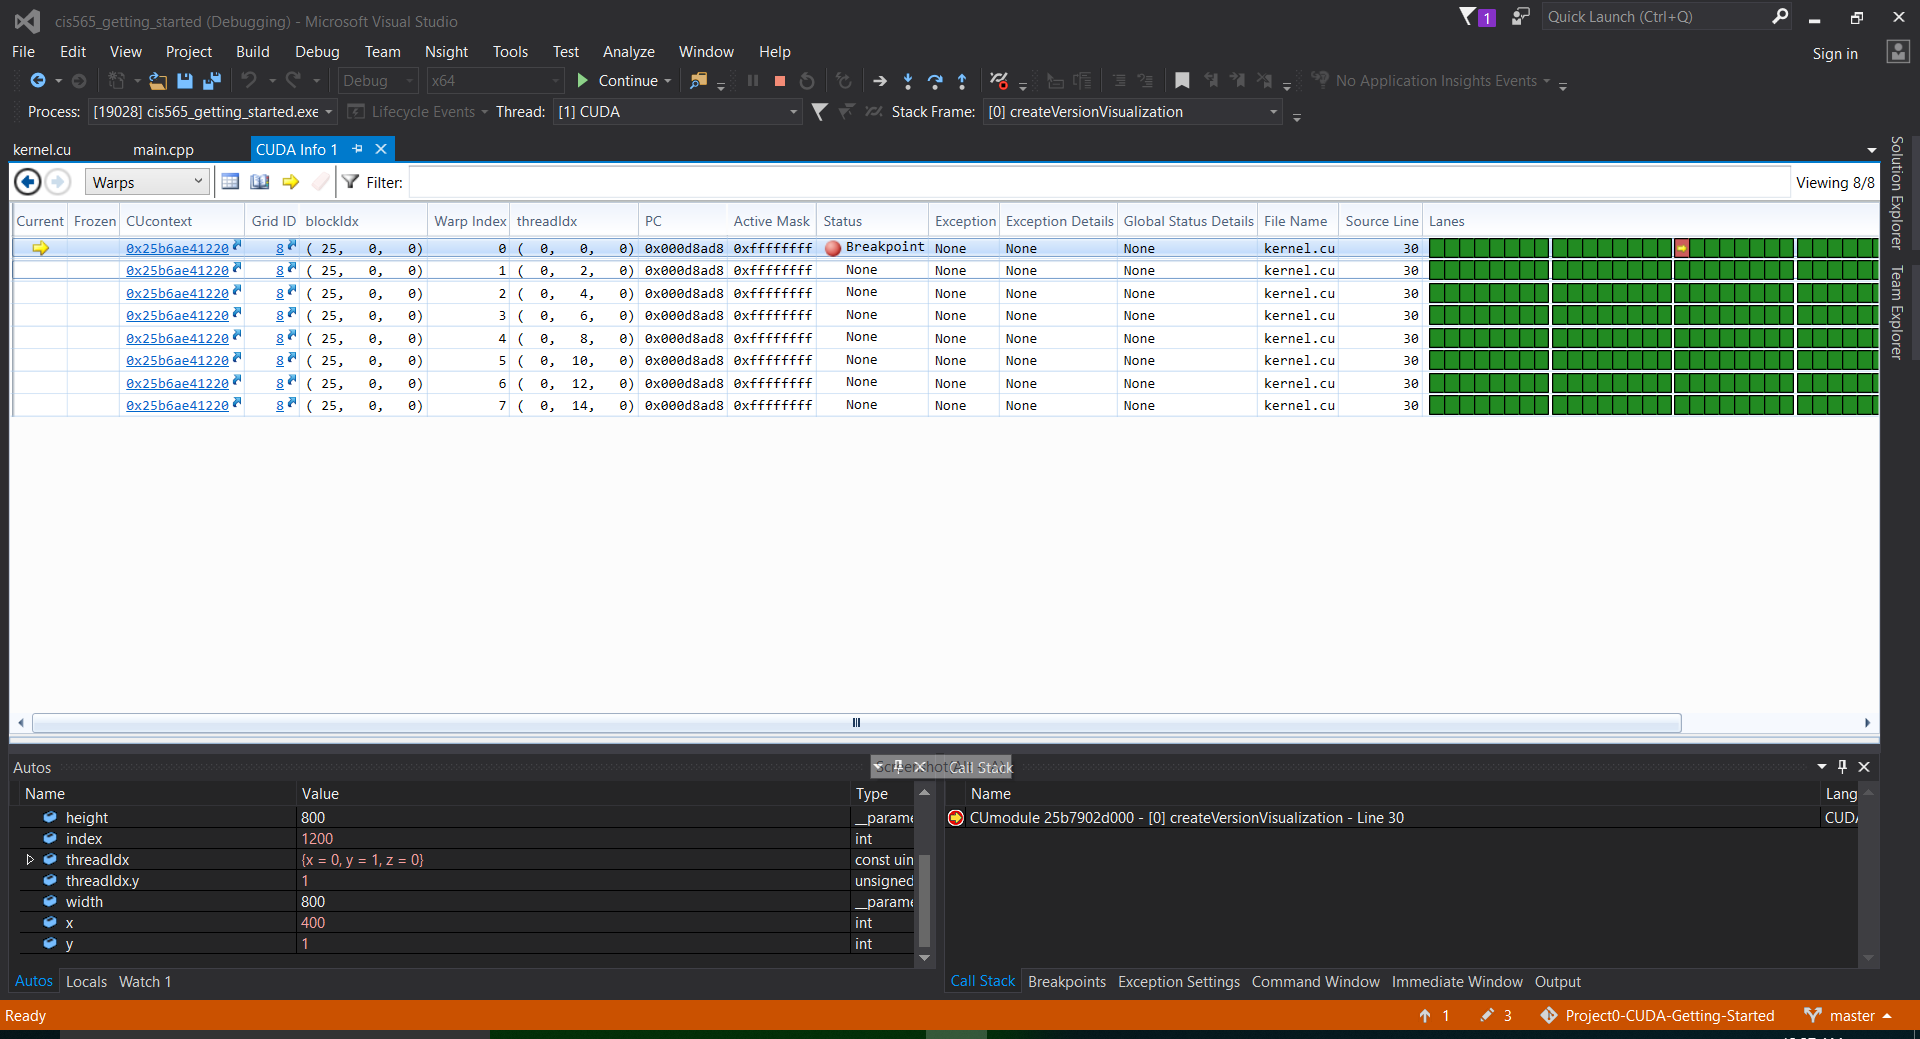 cis565_getting_started (Debugging) - Microsoft Visual Studio
1
Quick Launch (Ctrl+Q)
File Edit View Project Build Debug Team Nsight Tools Test Analyze Window Help
Sign in
Debug x64 Continue No Application Insights Events
Process: [19028] cis565_getting_started.exe Lifecycle Events Thread: [1] CUDA Stack Frame: [0] createVersionVisualization
kernel.cu main.cpp CUDA Info 1
Solution Explorer
Team Explorer
Warps Filter: Viewing 8/8
Current Frozen CUcontext Grid ID blockIdx Warp Index threadIdx PC Active Mask Status Exception Exception Details Global Status Details File Name Source Line Lanes
0x25b6ae41220 8 ( 25, 0, 0) 0 ( 0, 0, 0) 0x000d8ad8 0xffffffff Breakpoint None None None kernel.cu 30
0x25b6ae41220 8 ( 25, 0, 0) 1 ( 0, 2, 0) 0x000d8ad8 0xffffffff None None None None kernel.cu 30
0x25b6ae41220 8 ( 25, 0, 0) 2 ( 0, 4, 0) 0x000d8ad8 0xffffffff None None None None kernel.cu 30
0x25b6ae41220 8 ( 25, 0, 0) 3 ( 0, 6, 0) 0x000d8ad8 0xffffffff None None None None kernel.cu 30
0x25b6ae41220 8 ( 25, 0, 0) 4 ( 0, 8, 0) 0x000d8ad8 0xffffffff None None None None kernel.cu 30
0x25b6ae41220 8 ( 25, 0, 0) 5 ( 0, 10, 0) 0x000d8ad8 0xffffffff None None None None kernel.cu 30
0x25b6ae41220 8 ( 25, 0, 0) 6 ( 0, 12, 0) 0x000d8ad8 0xffffffff None None None None kernel.cu 30
0x25b6ae41220 8 ( 25, 0, 0) 7 ( 0, 14, 0) 0x000d8ad8 0xffffffff None None None None kernel.cu 30
Autos
Name Value Type
height 800 __parame
index 1200 int
threadIdx {x = 0, y = 1, z = 0} const uin
threadIdx.y 1 unsigned
width 800 __parame
x 400 int
y 1 int
Autos Locals Watch 1
Call Stack
Name Lang
CUmodule 25b7902d000 - [0] createVersionVisualization - Line 30 CUDA
Call Stack Breakpoints Exception Settings Command Window Immediate Window Output
Ready 1 3 Project0-CUDA-Getting-Started master